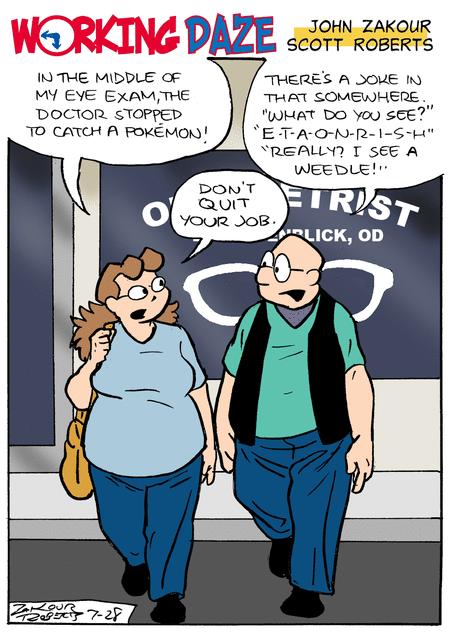 WORKING DAZE
JOHN ZAKOUR
SCOTT ROBERTS
IN THE MIDDLE OF
MY EYE EXAM, THE
DOCTOR STOPPED
TO CATCH A POKÉMON!
THERE'S A JOKE IN
THAT SOMEWHERE.
"WHAT DO YOU SEE?"
"E-T-A-O-N-R-I-S-H"
"REALLY? I SEE A
WEEDLE!"
DON'T
QUIT
YOUR JOB.
O ETRIST
ENBLICK, OD
ZAKOUR
ROBERTS 7-28